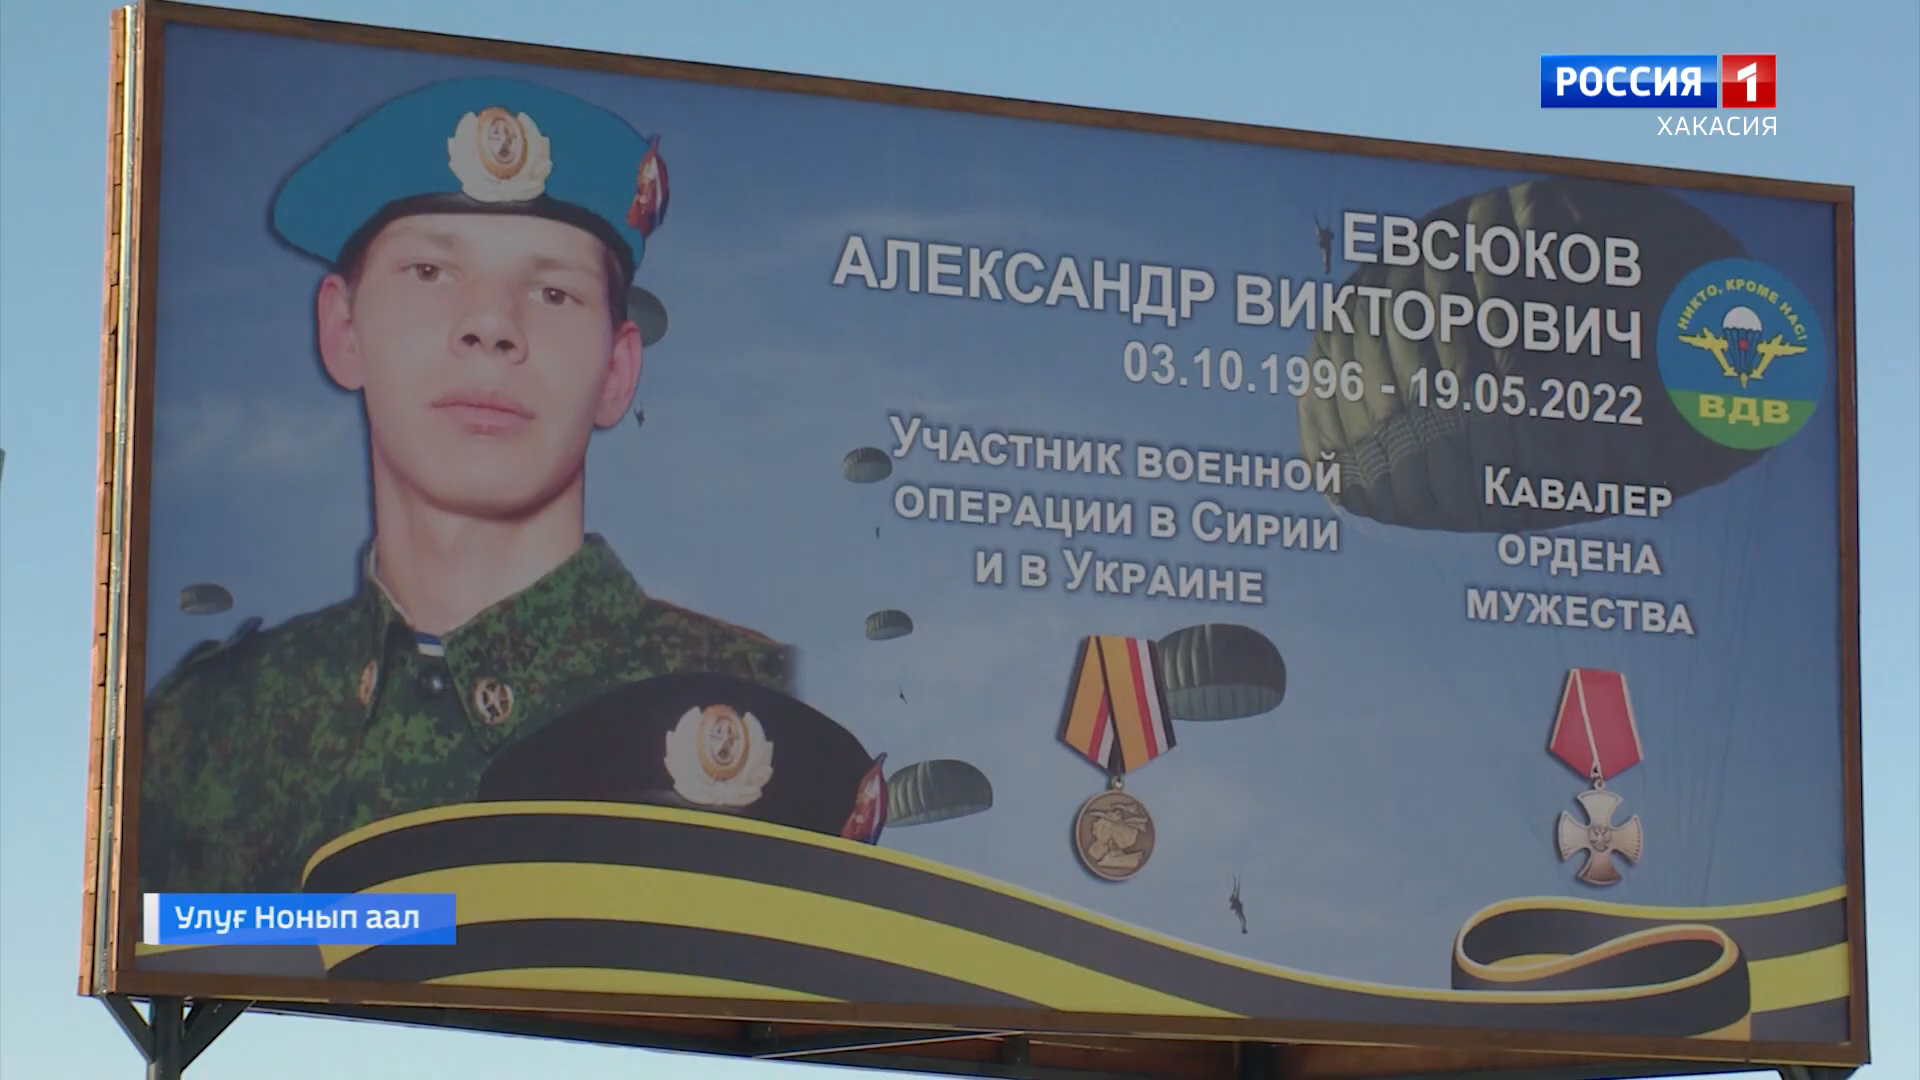 РОССИЯ 1
ХАКАСИЯ
ЕВСЮКОВ
АЛЕКСАНДР ВИКТОРОВИЧ
03.10.1996 - 19.05.2022
НИКТО, КРОМЕ НАС!
ВДВ
УЧАСТНИК ВОЕННОЙ
ОПЕРАЦИИ В СИРИИ
И В УКРАИНЕ
КАВАЛЕР
ОРДЕНА
МУЖЕСТВА
Улуғ Нонып аал